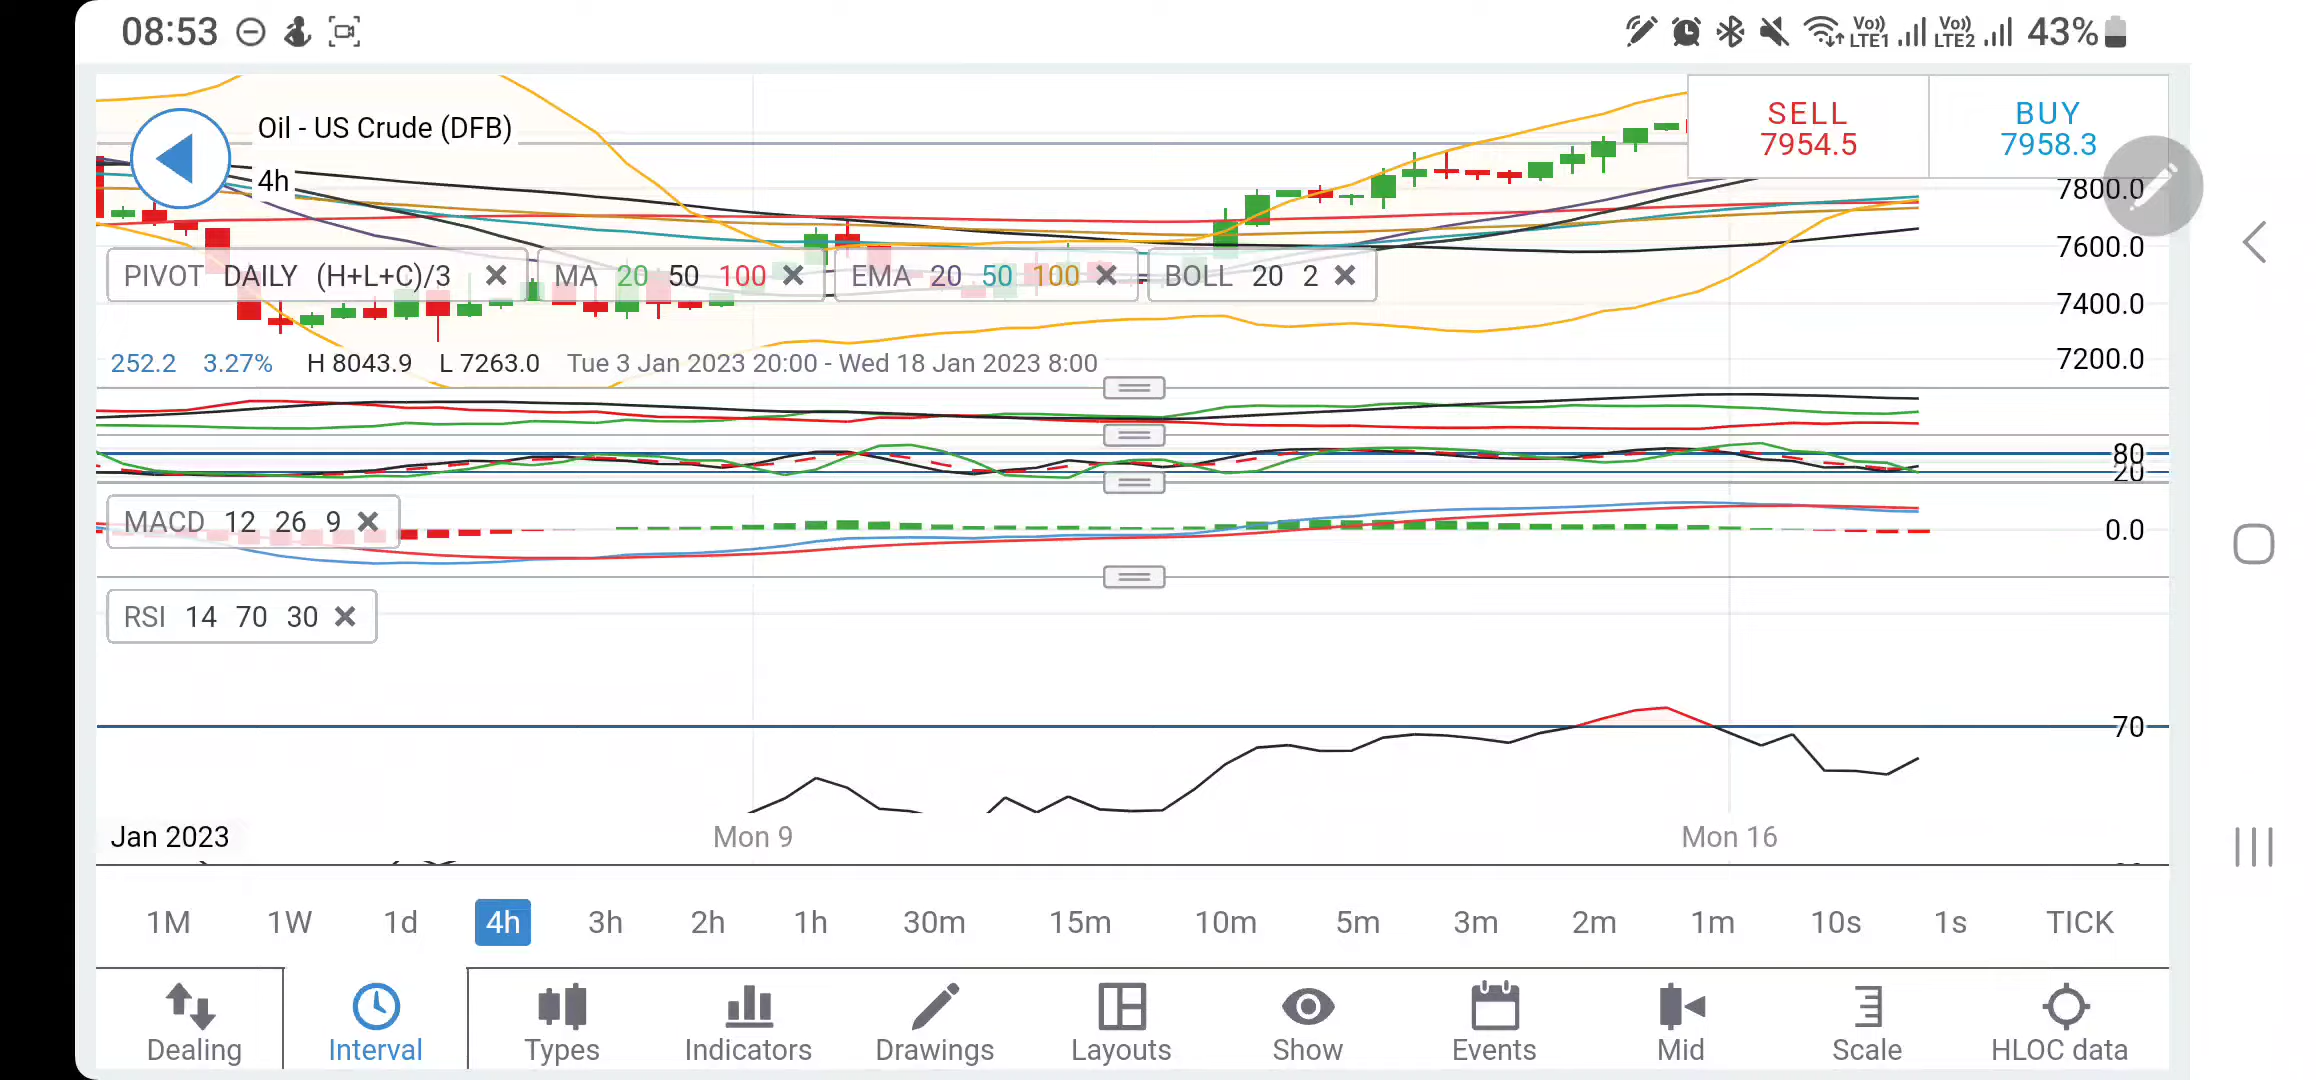 08:53 Vo)) LTE1 Vo)) LTE2 43%
Oil - US Crude (DFB)
4h
SELL 7954.5
BUY 7958.3
7800.0
7600.0
7400.0
7200.0
PIVOT DAILY (H+L+C)/3
MA 20 50 100
EMA 20 50 100
BOLL 20 2
252.2 3.27% H 8043.9 L 7263.0 Tue 3 Jan 2023 20:00 - Wed 18 Jan 2023 8:00
80
20
MACD 12 26 9
0.0
RSI 14 70 30
70
Jan 2023 Mon 9 Mon 16
1M 1W 1d 4h 3h 2h 1h 30m 15m 10m 5m 3m 2m 1m 10s 1s TICK
Dealing Interval Types Indicators Drawings Layouts Show Events Mid Scale HLOC data